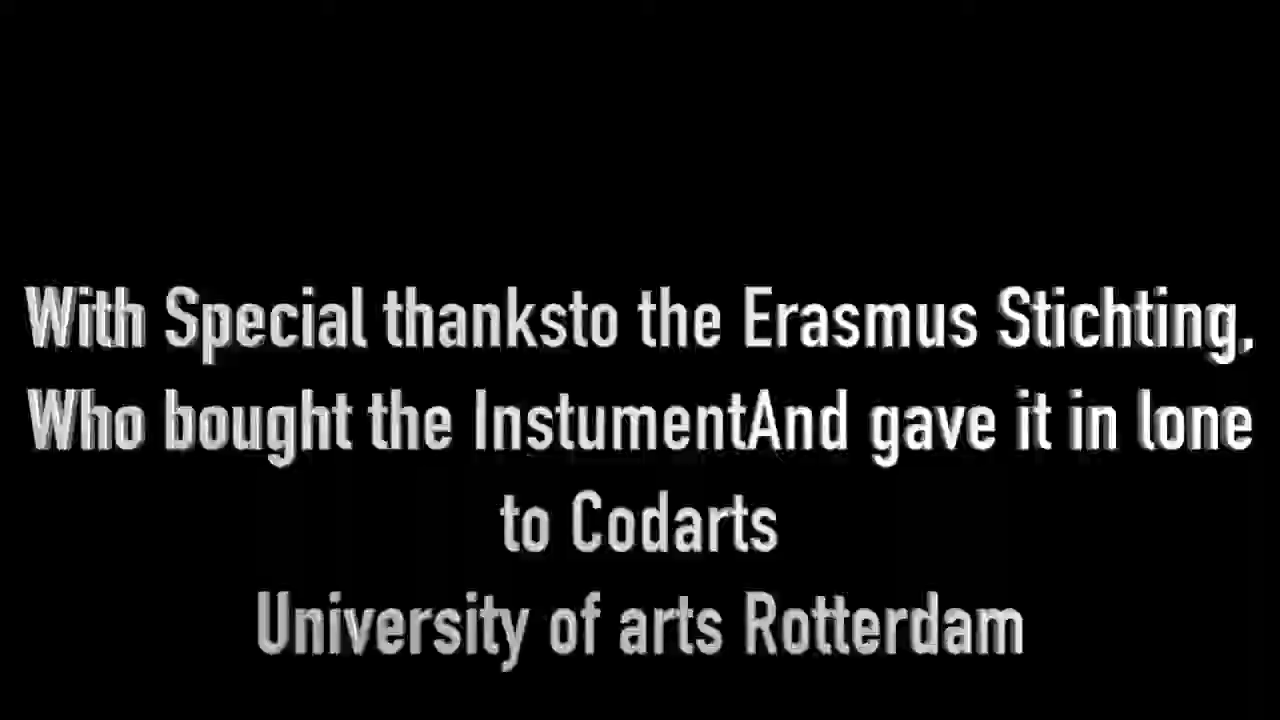 With Special thanksto the Erasmus Stichting,
Who bought the InstumentAnd gave it in lone
to Codarts
University of arts Rotterdam